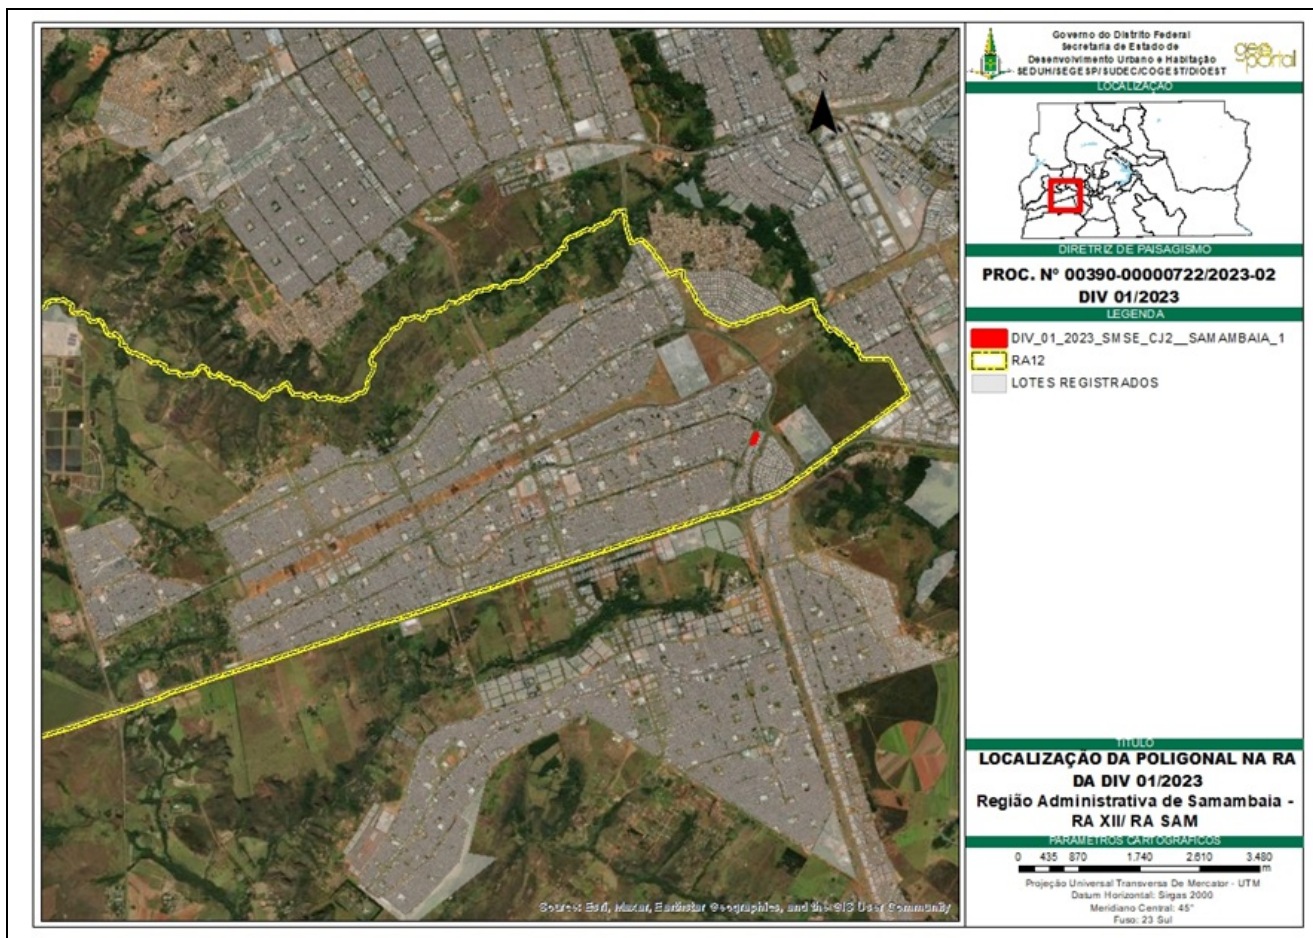 N
Source: Esri, Maxar, Earthstar Geographics, and the GIS User Community
Governo do Distrito Federal
Secretaria de Estado de
Desenvolvimento Urbano e Habitação
SEDUH/SEGESP/SUDEC/COGEST/DIOEST
geo
portal
LOCALIZAÇÃO
DIRETRIZ DE PAISAGISMO
PROC. Nº 00390-00000722/2023-02
DIV 01/2023
LEGENDA
DIV_01_2023_SMSE_CJ2__SAMAMBAIA_1
RA12
LOTES REGISTRADOS
TITULO
LOCALIZAÇÃO DA POLIGONAL NA RA
DA DIV 01/2023
Região Administrativa de Samambaia -
RA XII/ RA SAM
PARÂMETROS CARTOGRÁFICOS
0 435 870 1.740 2.610 3.480
m
Projeção Universal Transversa De Mercator - UTM
Datum Horizontal: Sirgas 2000
Meridiano Central: 45°
Fuso: 23 Sul